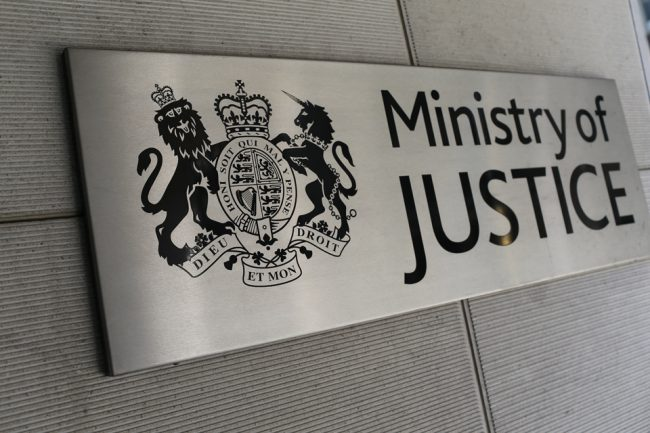 HONI SOIT QUI MAL Y PENSE
DIEU ET MON DROIT
Ministry of
JUSTICE